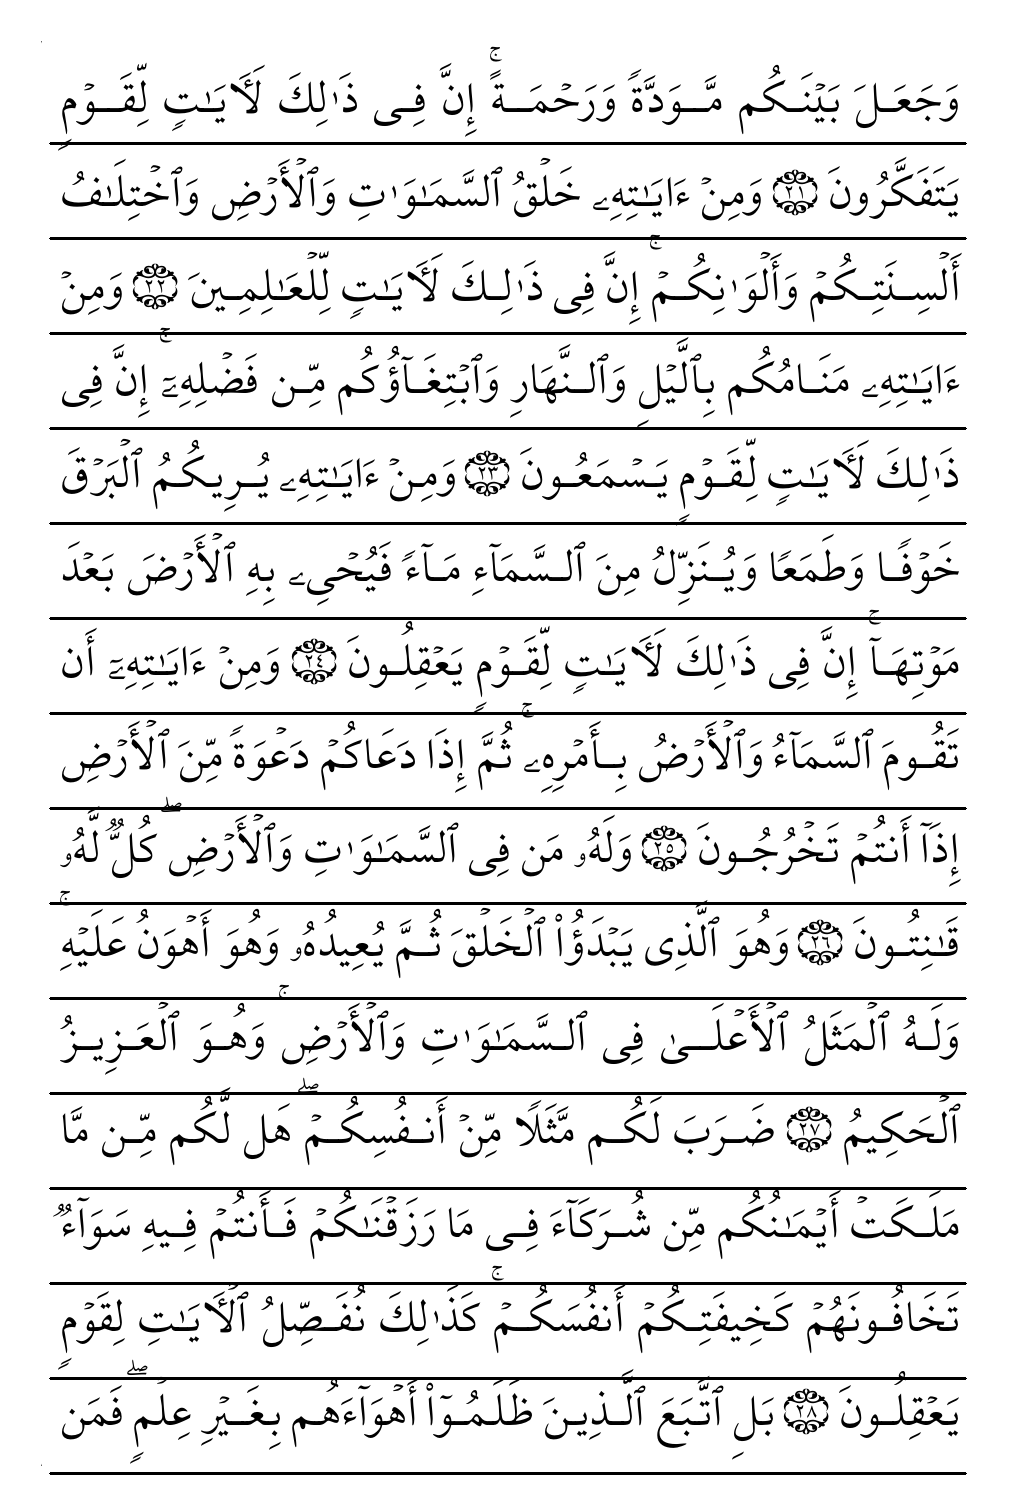 وَجَعَلَ بَيۡنَكُم مَّوَدَّةٗ وَرَحۡمَةًۚ إِنَّ فِى ذَٰلِكَ لَأٓيَٰتٖ لِّقَوۡمٖ
يَتَفَكَّرُونَ ٢١ وَمِنۡ ءَايَٰتِهِۦ خَلۡقُ ٱلسَّمَٰوَٰتِ وَٱلۡأَرۡضِ وَٱخۡتِلَٰفُ
أَلۡسِنَتِكُمۡ وَأَلۡوَٰنِكُمۡۚ إِنَّ فِى ذَٰلِكَ لَأٓيَٰتٖ لِّلۡعَٰلِمِينَ ٢٢ وَمِنۡ
ءَايَٰتِهِۦ مَنَامُكُم بِٱلَّيۡلِ وَٱلنَّهَارِ وَٱبۡتِغَآؤُكُم مِّن فَضۡلِهِۦٓۚ إِنَّ فِى
ذَٰلِكَ لَأٓيَٰتٖ لِّقَوۡمٖ يَسۡمَعُونَ ٢٣ وَمِنۡ ءَايَٰتِهِۦ يُرِيكُمُ ٱلۡبَرۡقَ
خَوۡفٗا وَطَمَعٗا وَيُنَزِّلُ مِنَ ٱلسَّمَآءِ مَآءٗ فَيُحۡىِۦ بِهِ ٱلۡأَرۡضَ بَعۡدَ
مَوۡتِهَآۚ إِنَّ فِى ذَٰلِكَ لَأٓيَٰتٖ لِّقَوۡمٖ يَعۡقِلُونَ ٢٤ وَمِنۡ ءَايَٰتِهِۦٓ أَن
تَقُومَ ٱلسَّمَآءُ وَٱلۡأَرۡضُ بِأَمۡرِهِۦۚ ثُمَّ إِذَا دَعَاكُمۡ دَعۡوَةٗ مِّنَ ٱلۡأَرۡضِ
إِذَآ أَنتُمۡ تَخۡرُجُونَ ٢٥ وَلَهُۥ مَن فِى ٱلسَّمَٰوَٰتِ وَٱلۡأَرۡضِۖ كُلّٞ لَّهُۥ
قَٰنِتُونَ ٢٦ وَهُوَ ٱلَّذِى يَبۡدَؤُاْ ٱلۡخَلۡقَ ثُمَّ يُعِيدُهُۥ وَهُوَ أَهۡوَنُ عَلَيۡهِۚ
وَلَهُ ٱلۡمَثَلُ ٱلۡأَعۡلَىٰ فِى ٱلسَّمَٰوَٰتِ وَٱلۡأَرۡضِۚ وَهُوَ ٱلۡعَزِيزُ
ٱلۡحَكِيمُ ٢٧ ضَرَبَ لَكُم مَّثَلٗا مِّنۡ أَنفُسِكُمۡۖ هَل لَّكُم مِّن مَّا
مَلَكَتۡ أَيۡمَٰنُكُم مِّن شُرَكَآءَ فِى مَا رَزَقۡنَٰكُمۡ فَأَنتُمۡ فِيهِ سَوَآءٞ
تَخَافُونَهُمۡ كَخِيفَتِكُمۡ أَنفُسَكُمۡۚ كَذَٰلِكَ نُفَصِّلُ ٱلۡأٓيَٰتِ لِقَوۡمٖ
يَعۡقِلُونَ ٢٨ بَلِ ٱتَّبَعَ ٱلَّذِينَ ظَلَمُوٓاْ أَهۡوَآءَهُم بِغَيۡرِ عِلۡمٖۖ فَمَن